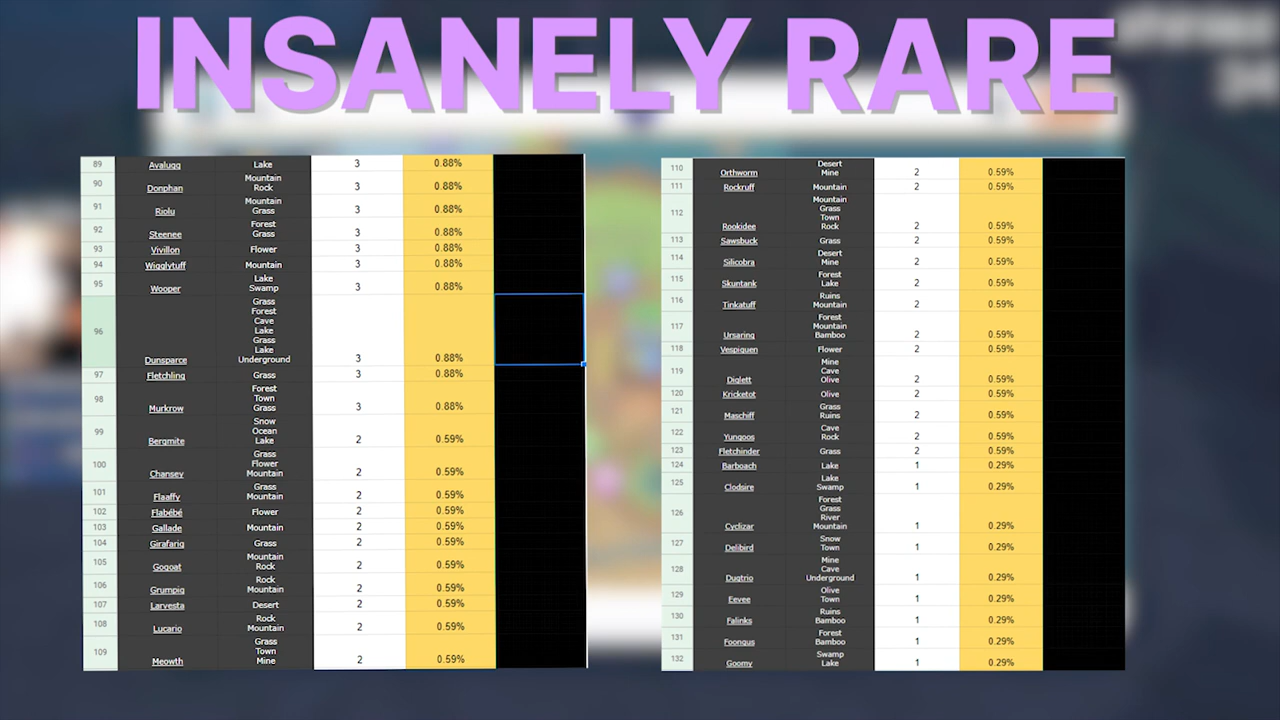 INSANELY RARE
89 Avalugg Lake 3 0.88%
90 Donphan Mountain Rock 3 0.88%
91 Riolu Mountain Grass 3 0.88%
92 Steenee Forest Grass 3 0.88%
93 Vivillon Flower 3 0.88%
94 Wigglytuff Mountain 3 0.88%
95 Wooper Lake Swamp 3 0.88%
96 Dunsparce Grass Forest Cave Lake Grass Lake Underground 3 0.88%
97 Fletchling Grass 3 0.88%
98 Murkrow Forest Town Grass 3 0.88%
99 Bergmite Snow Ocean Lake 2 0.59%
100 Chansey Grass Flower Mountain 2 0.59%
101 Flaaffy Grass Mountain 2 0.59%
102 Flabébé Flower 2 0.59%
103 Gallade Mountain 2 0.59%
104 Girafarig Grass 2 0.59%
105 Gogoat Mountain Rock 2 0.59%
106 Grumpig Rock Mountain 2 0.59%
107 Larvesta Desert 2 0.59%
108 Lucario Rock Mountain 2 0.59%
109 Meowth Grass Town Mine 2 0.59%
110 Orthworm Desert Mine 2 0.59%
111 Rockruff Mountain 2 0.59%
112 Rookidee Mountain Grass Town Rock 2 0.59%
113 Sawsbuck Grass 2 0.59%
114 Silicobra Desert Mine 2 0.59%
115 Skuntank Forest Lake 2 0.59%
116 Tinkatuff Ruins Mountain 2 0.59%
117 Ursaring Forest Mountain Bamboo 2 0.59%
118 Vespiquen Flower 2 0.59%
119 Diglett Mine Cave Olive 2 0.59%
120 Kricketot Olive 2 0.59%
121 Maschiff Grass Ruins 2 0.59%
122 Yungoos Cave Rock 2 0.59%
123 Fletchinder Grass 2 0.59%
124 Barboach Lake 1 0.29%
125 Clodsire Lake Swamp 1 0.29%
126 Cyclizar Forest Grass River Mountain 1 0.29%
127 Delibird Snow Town 1 0.29%
128 Dugtrio Mine Cave Underground 1 0.29%
129 Eevee Olive Town 1 0.29%
130 Falinks Ruins Bamboo 1 0.29%
131 Foongus Forest Bamboo 1 0.29%
132 Goomy Swamp Lake 1 0.29%